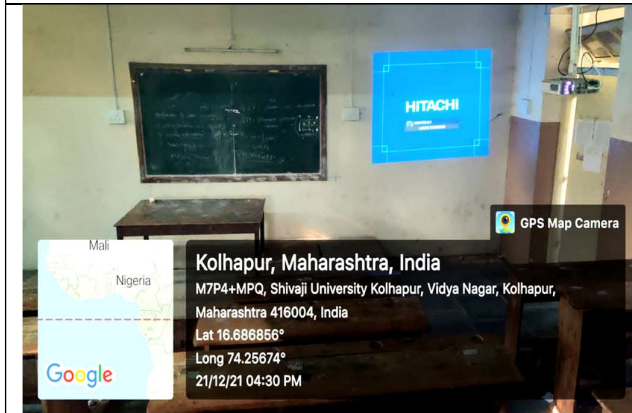 HITACHI
GPS Map Camera
Mali
Nigeria
Google
Kolhapur, Maharashtra, India
M7P4+MPQ, Shivaji University Kolhapur, Vidya Nagar, Kolhapur,
Maharashtra 416004, India
Lat 16.686856°
Long 74.25674°
21/12/21 04:30 PM